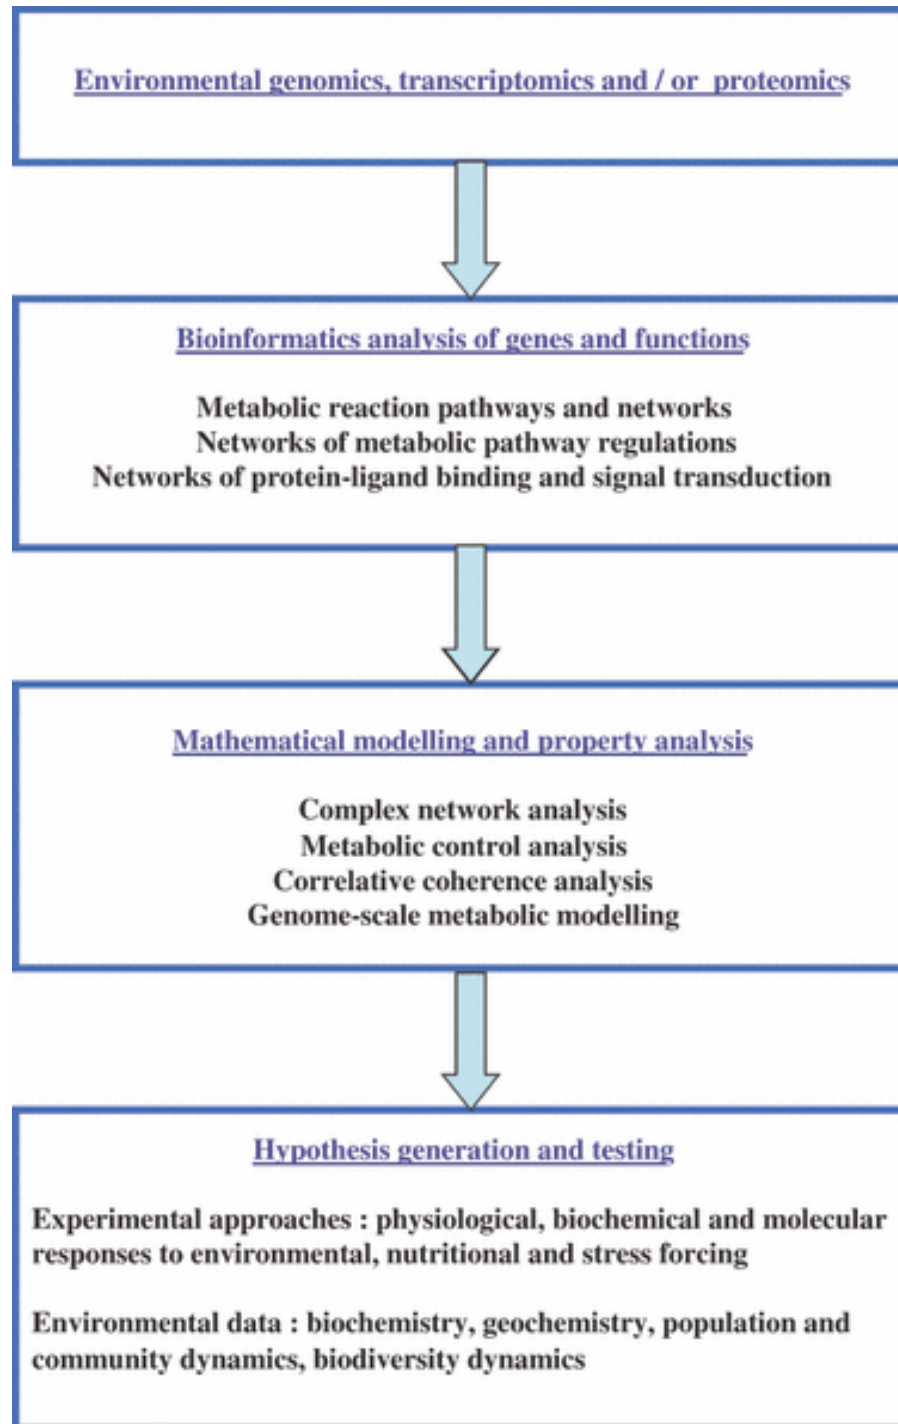 Environmental genomics, transcriptomics and / or proteomics
Bioinformatics analysis of genes and functions
Metabolic reaction pathways and networks
Networks of metabolic pathway regulations
Networks of protein-ligand binding and signal transduction
Mathematical modelling and property analysis
Complex network analysis
Metabolic control analysis
Correlative coherence analysis
Genome-scale metabolic modelling
Hypothesis generation and testing
Experimental approaches : physiological, biochemical and molecular
responses to environmental, nutritional and stress forcing
Environmental data : biochemistry, geochemistry, population and
community dynamics, biodiversity dynamics